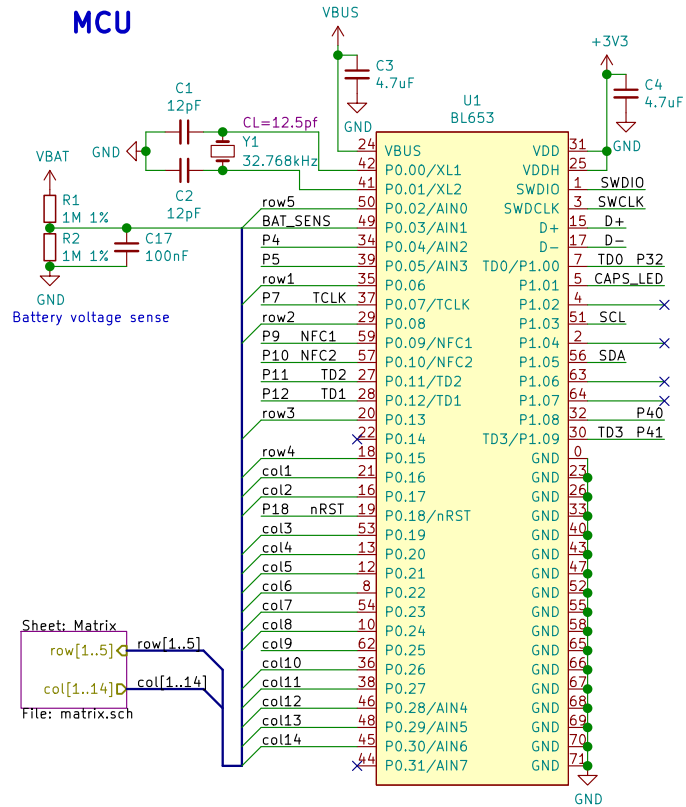 MCU
VBUS
+3V3
C3
4.7uF
GND
C4
4.7uF
GND
C1
12pF
CL=12.5pf
GND
Y1
32.768kHz
C2
12pF
VBAT
R1
1M 1%
R2
1M 1%
C17
100nF
GND
Battery voltage sense
U1
BL653
24 VBUS
42 P0.00/XL1
41 P0.01/XL2
row5 50 P0.02/AIN0
BAT_SENS 49 P0.03/AIN1
P4 34 P0.04/AIN2
P5 39 P0.05/AIN3
row1 35 P0.06
P7 TCLK 37 P0.07/TCLK
row2 29 P0.08
P9 NFC1 59 P0.09/NFC1
P10 NFC2 57 P0.10/NFC2
P11 TD2 27 P0.11/TD2
P12 TD1 28 P0.12/TD1
row3 20 P0.13
22 P0.14
row4 18 P0.15
col1 21 P0.16
col2 16 P0.17
P18 nRST 19 P0.18/nRST
col3 53 P0.19
col4 13 P0.20
col5 12 P0.21
col6 8 P0.22
col7 54 P0.23
col8 10 P0.24
col9 62 P0.25
col10 36 P0.26
col11 38 P0.27
col12 46 P0.28/AIN4
col13 48 P0.29/AIN5
col14 45 P0.30/AIN6
44 P0.31/AIN7
VDD 31
VDDH 25
SWDIO 1 SWDIO
SWDCLK 3 SWCLK
D+ 15 D+
D- 17 D-
TD0/P1.00 7 TD0 P32
P1.01 5 CAPS_LED
P1.02 4
P1.03 51 SCL
P1.04 2
P1.05 56 SDA
P1.06 63
P1.07 64
P1.08 32 P40
TD3/P1.09 30 TD3 P41
GND 0
GND 23
GND 26
GND 33
GND 40
GND 43
GND 47
GND 52
GND 55
GND 58
GND 65
GND 66
GND 67
GND 68
GND 69
GND 70
GND 71
GND
Sheet: Matrix
row[1..5] row[1..5]
col[1..14] col[1..14]
File: matrix.sch